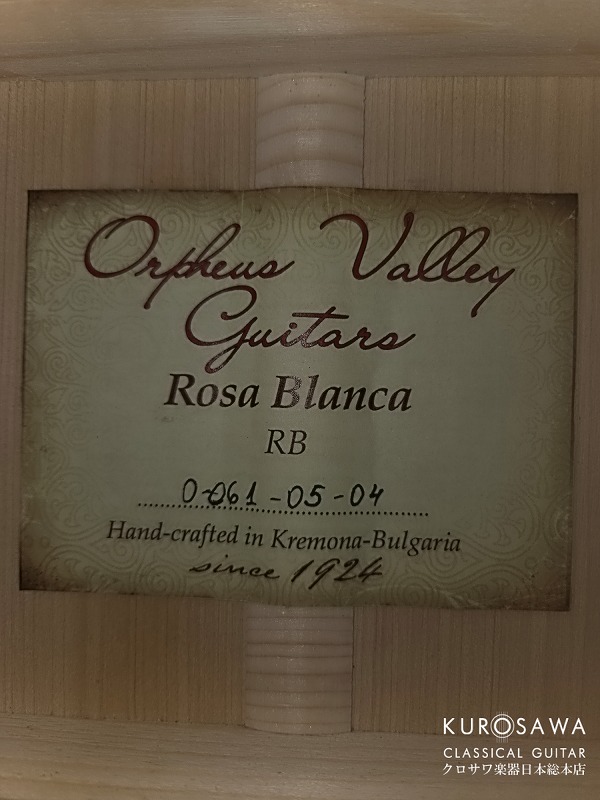 Orpheus Valley
Guitars
Rosa Blanca
RB
0-061-05-04
Hand-crafted in Kremona-Bulgaria
since 1924
KUROSAWA
CLASSICAL GUITAR
クロサワ楽器日本総本店